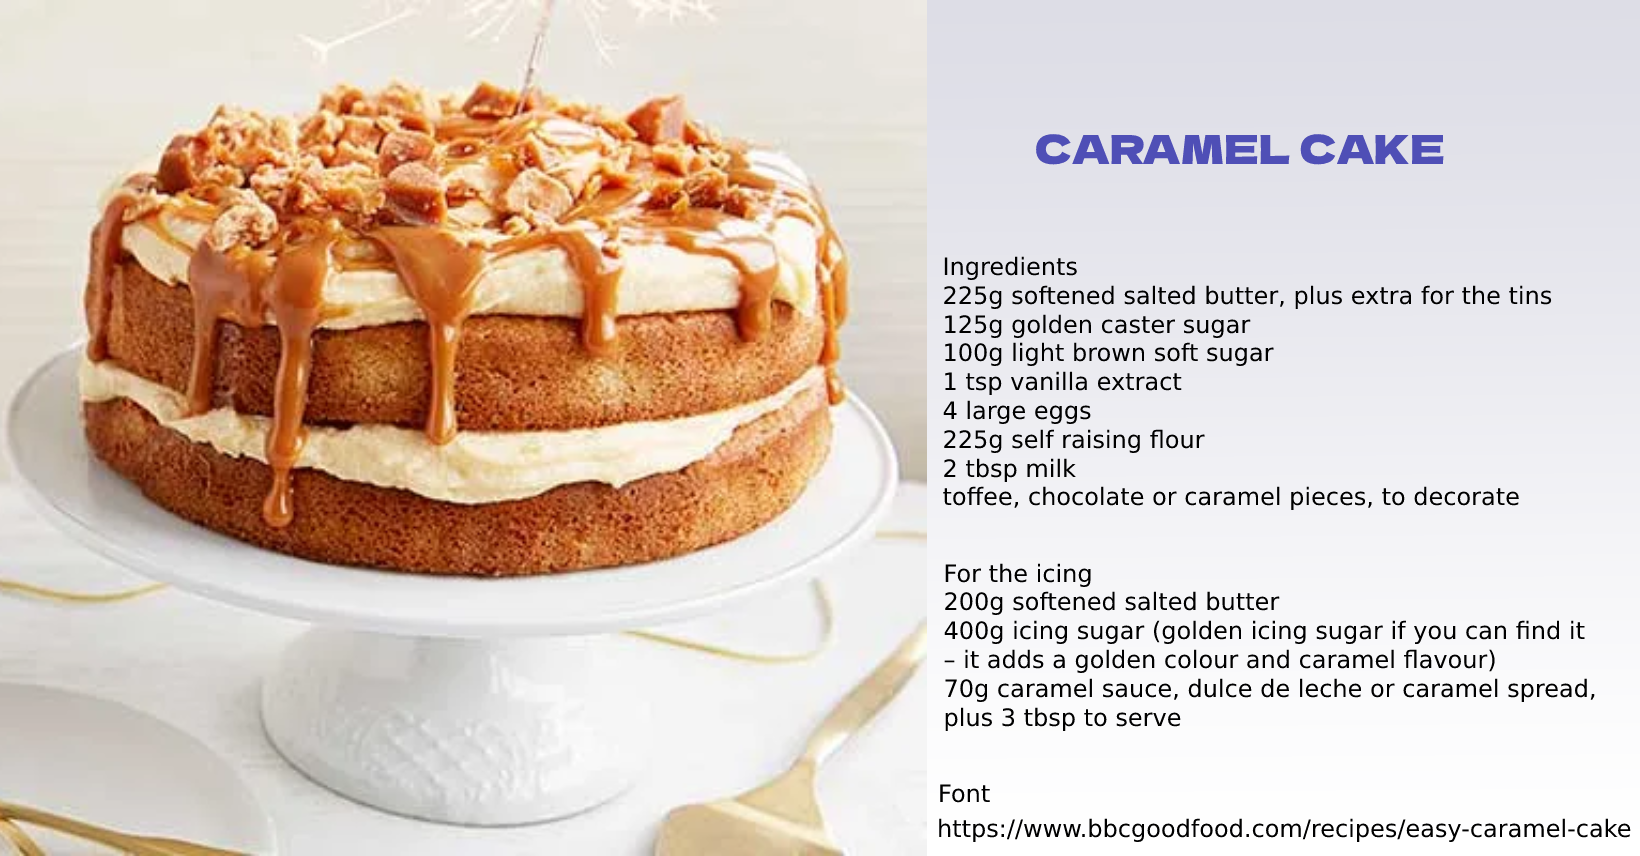 CARAMEL CAKE
Ingredients
225g softened salted butter, plus extra for the tins
125g golden caster sugar
100g light brown soft sugar
1 tsp vanilla extract
4 large eggs
225g self raising flour
2 tbsp milk
toffee, chocolate or caramel pieces, to decorate
For the icing
200g softened salted butter
400g icing sugar (golden icing sugar if you can find it
– it adds a golden colour and caramel flavour)
70g caramel sauce, dulce de leche or caramel spread,
plus 3 tbsp to serve
Font
https://www.bbcgoodfood.com/recipes/easy-caramel-cake